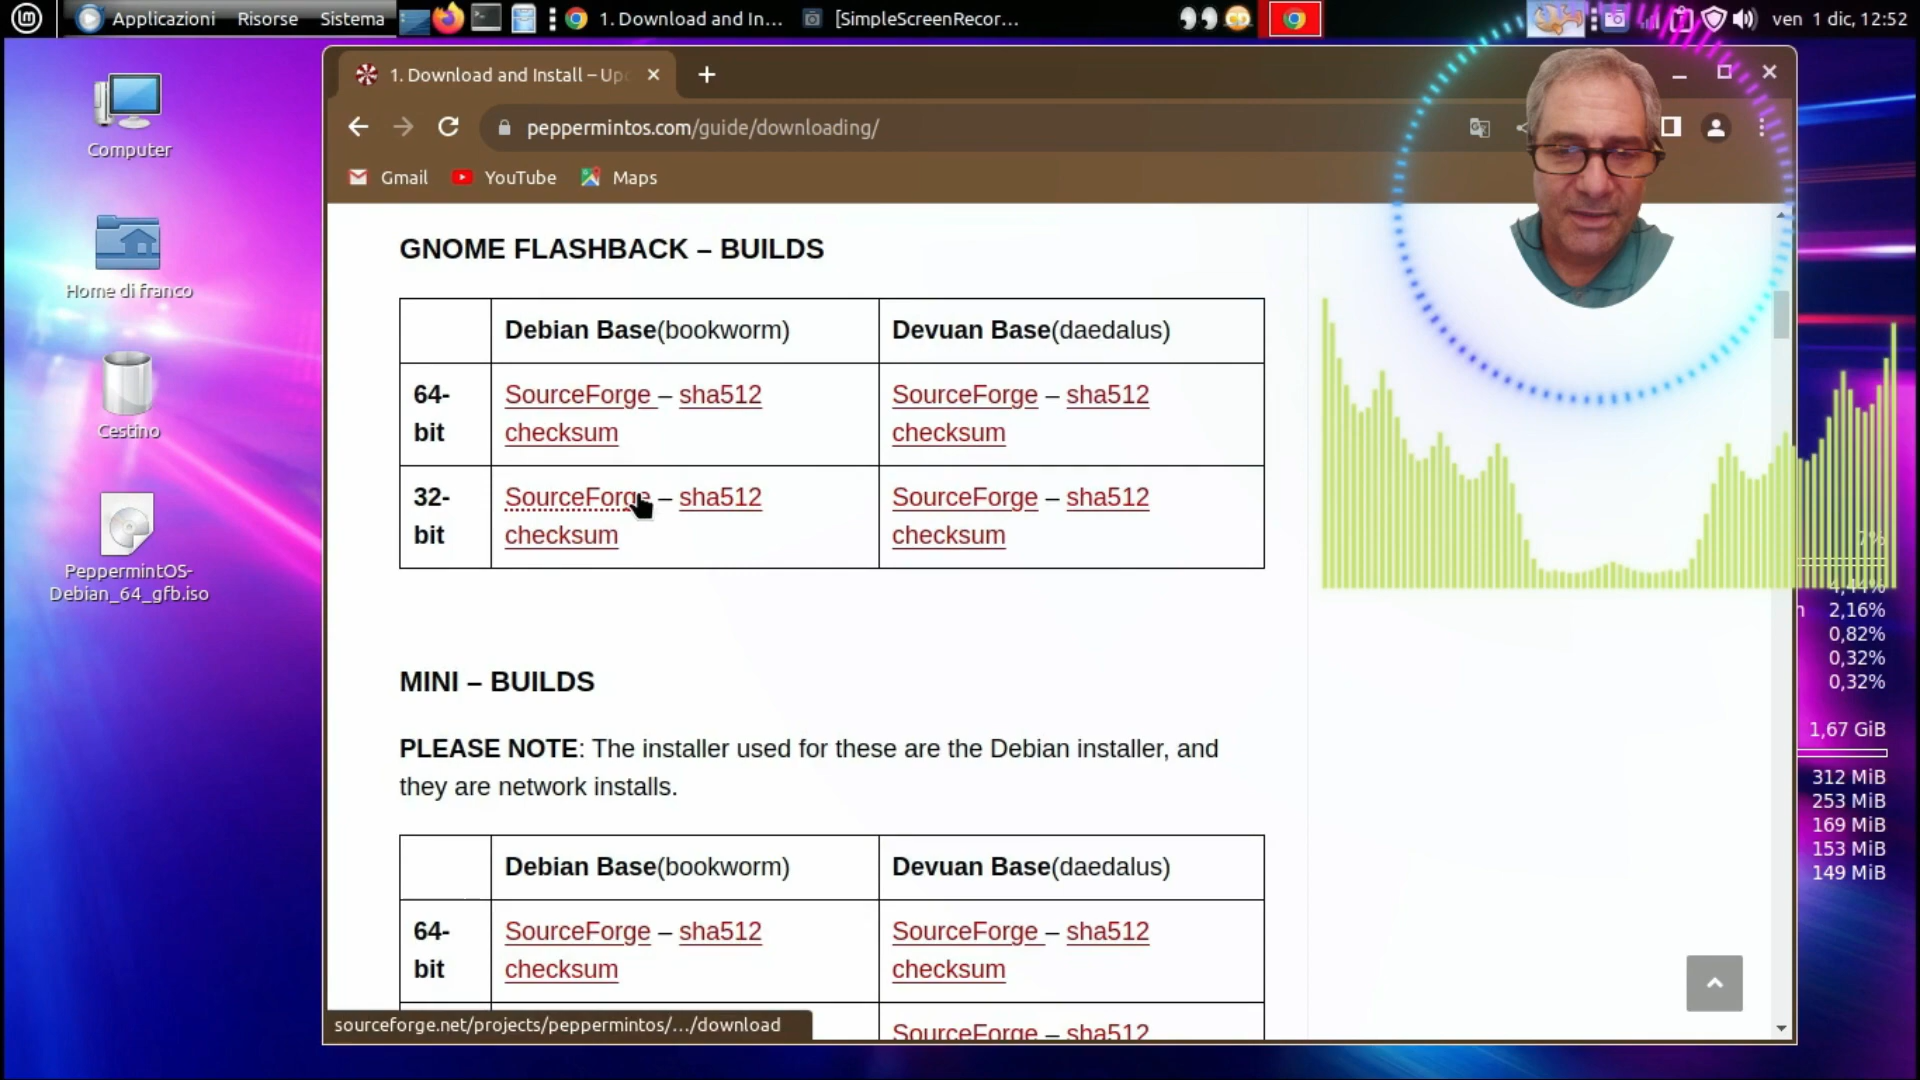 Applicazioni Risorse Sistema 1. Download and In... [SimpleScreenRecor... ven 1 dic, 12:52
1. Download and Install – Up
peppermintos.com/guide/downloading/
Gmail YouTube Maps
Computer
Home di franco
Cestino
PeppermintOS-
Debian_64_gfb.iso
GNOME FLASHBACK – BUILDS
Debian Base(bookworm) Devuan Base(daedalus)
64-
bit
SourceForge – sha512
checksum
SourceForge – sha512
checksum
32-
bit
SourceForge – sha512
checksum
SourceForge – sha512
checksum
MINI – BUILDS
PLEASE NOTE: The installer used for these are the Debian installer, and
they are network installs.
Debian Base(bookworm) Devuan Base(daedalus)
64-
bit
SourceForge – sha512
checksum
SourceForge – sha512
checksum
SourceForge – sha512
sourceforge.net/projects/peppermintos/…/download
7%
4,44%
2,16%
0,82%
0,32%
0,32%
1,67 GiB
312 MiB
253 MiB
169 MiB
153 MiB
149 MiB